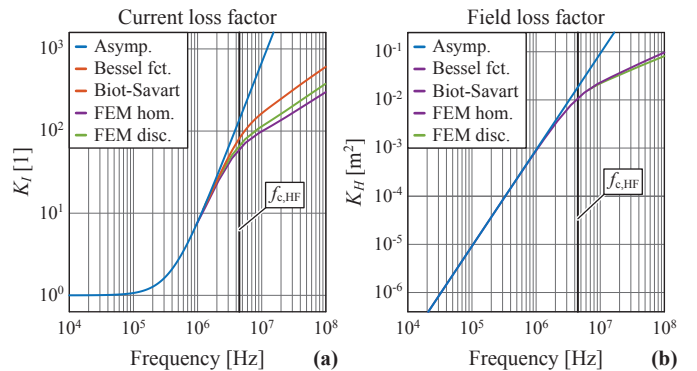 Current loss factor
K_I [1]
10^3
10^2
10^1
10^0
Asymp.
Bessel fct.
Biot-Savart
FEM hom.
FEM disc.
f_c,HF
10^4 10^5 10^6 10^7 10^8
Frequency [Hz]
(a)
Field loss factor
K_H [m^2]
10^-1
10^-2
10^-3
10^-4
10^-5
10^-6
Asymp.
Bessel fct.
Biot-Savart
FEM hom.
FEM disc.
f_c,HF
10^4 10^5 10^6 10^7 10^8
Frequency [Hz]
(b)